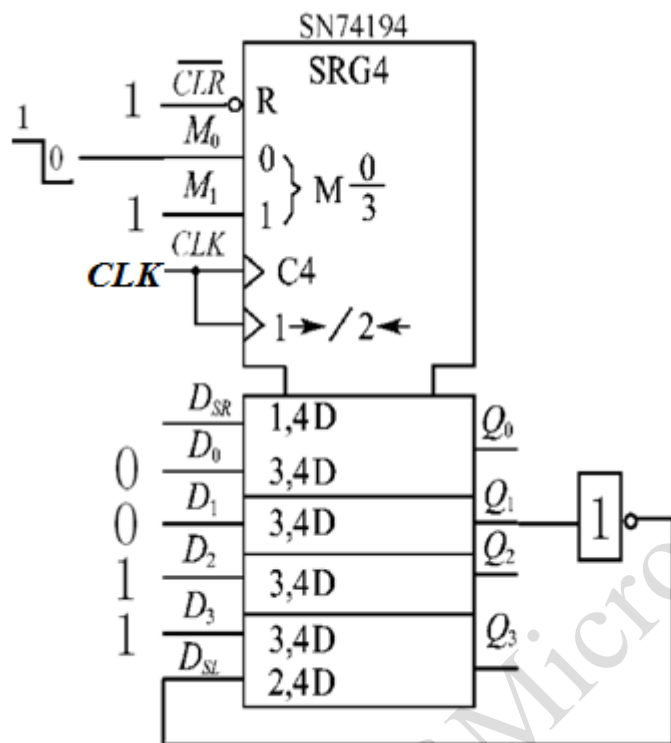 SN74194
SRG4
1 CLR R
1
0 M₀ 0
M 0/3
1 M₁ 1
CLK CLK C4
1→/2←
D_SR 1,4D
Q₀
0 D₀ 3,4D
0 D₁ 3,4D Q₁ 1
1 D₂ 3,4D Q₂
1 D₃ 3,4D Q₃
D_SL 2,4D